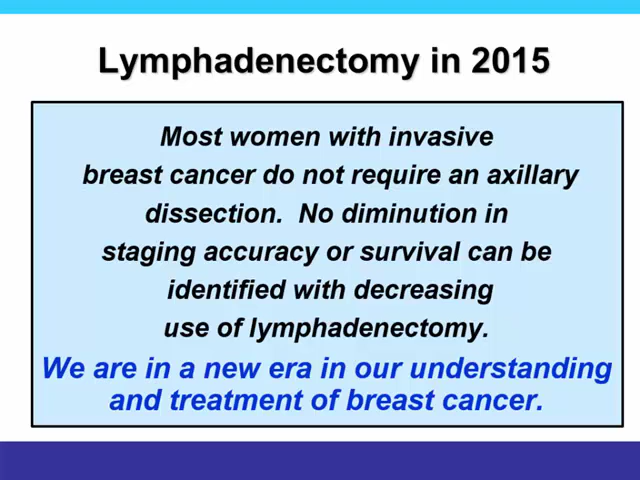 Lymphadenectomy in 2015
Most women with invasive
breast cancer do not require an axillary
dissection. No diminution in
staging accuracy or survival can be
identified with decreasing
use of lymphadenectomy.
We are in a new era in our understanding
and treatment of breast cancer.